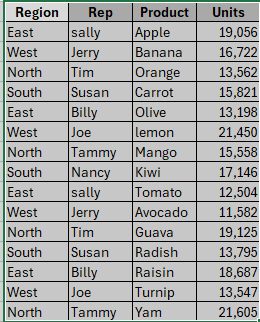 Region Rep Product Units
East sally Apple 19,056
West Jerry Banana 16,722
North Tim Orange 13,562
South Susan Carrot 15,821
East Billy Olive 13,198
West Joe lemon 21,450
North Tammy Mango 15,558
South Nancy Kiwi 17,146
East sally Tomato 12,504
West Jerry Avocado 11,582
North Tim Guava 19,125
South Susan Radish 13,795
East Billy Raisin 18,687
West Joe Turnip 13,547
North Tammy Yam 21,605